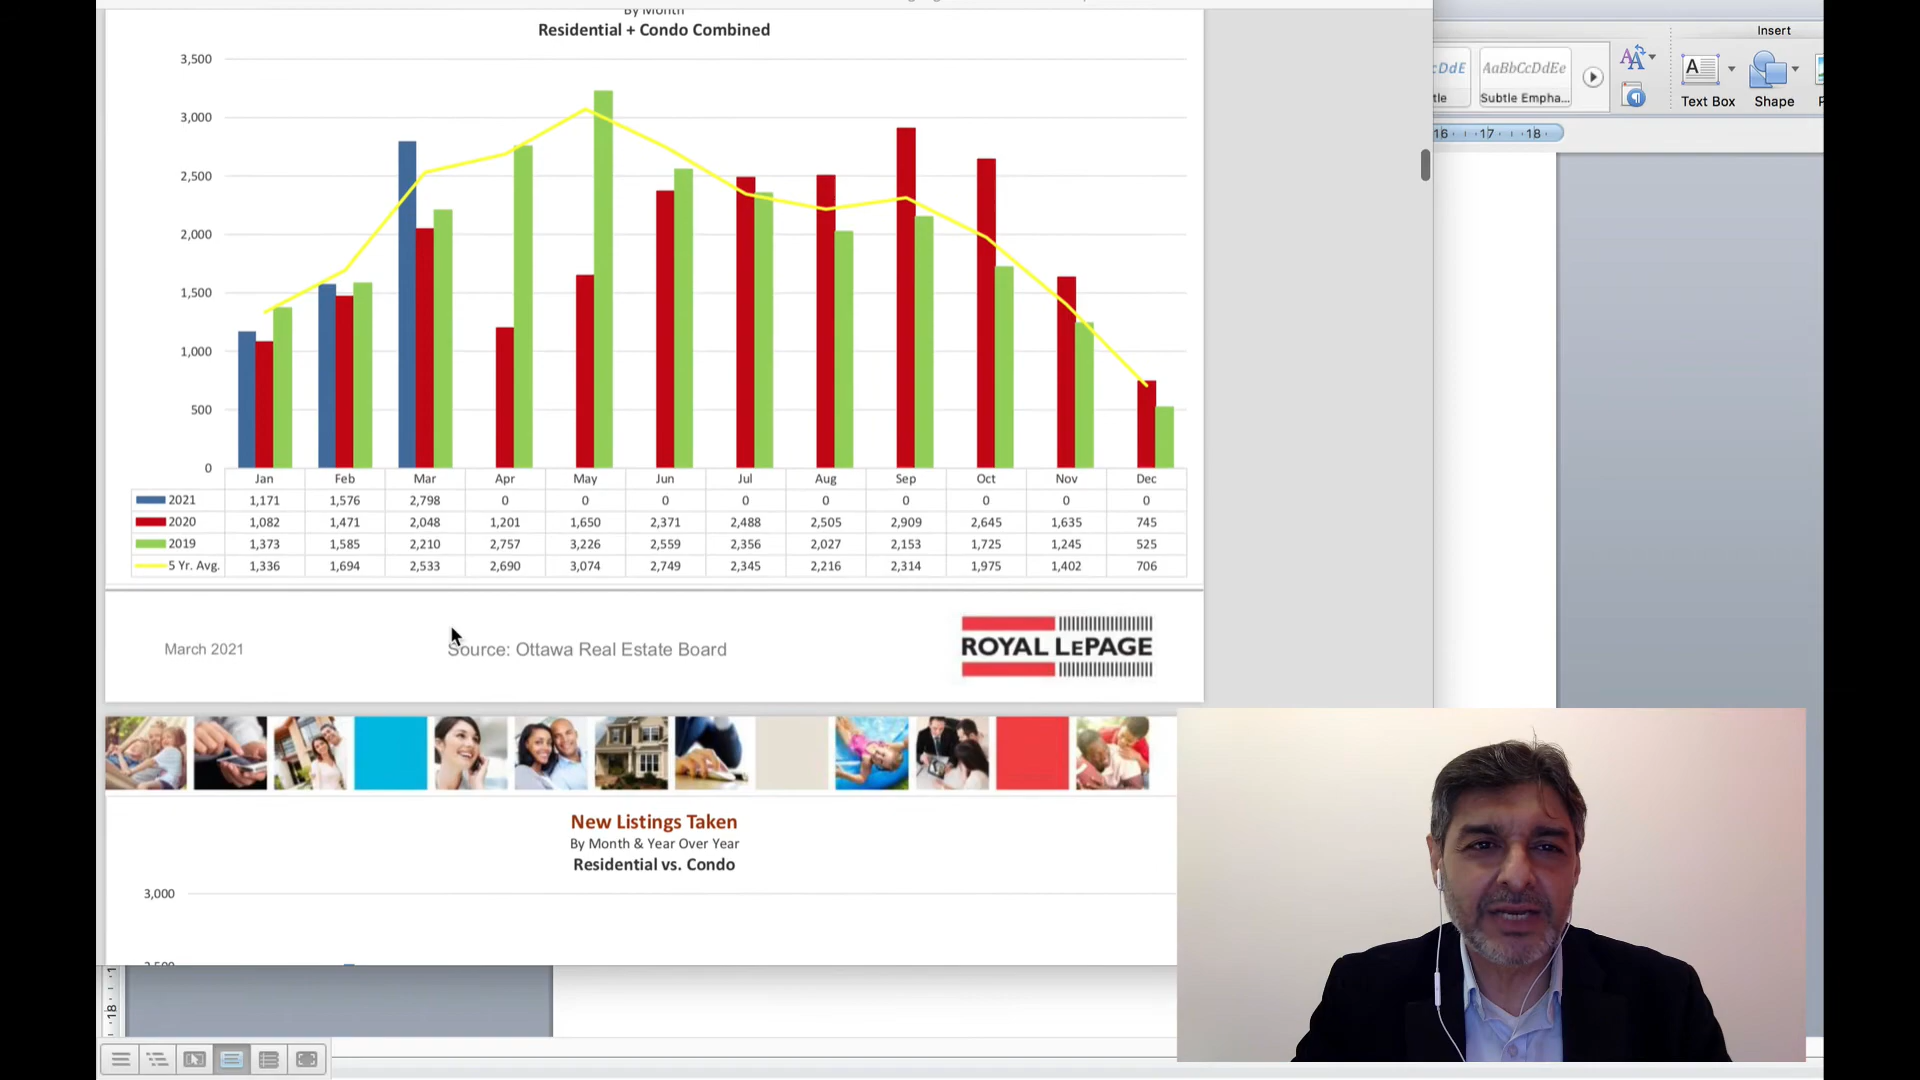 By Month
Residential + Condo Combined
3,500
3,000
2,500
2,000
1,500
1,000
500
0
Jan Feb Mar Apr May Jun Jul Aug Sep Oct Nov Dec
2021 1,171 1,576 2,798 0 0 0 0 0 0 0 0 0
2020 1,082 1,471 2,048 1,201 1,650 2,371 2,488 2,505 2,909 2,645 1,635 745
2019 1,373 1,585 2,210 2,757 3,226 2,559 2,356 2,027 2,153 1,725 1,245 525
5 Yr. Avg. 1,336 1,694 2,533 2,690 3,074 2,749 2,345 2,216 2,314 1,975 1,402 706
March 2021
Source: Ottawa Real Estate Board
ROYAL LEPAGE
New Listings Taken
By Month & Year Over Year
Residential vs. Condo
3,000
2,500
Insert
AaBbCcDdEe
Subtle Empha...
A
Text Box
Shape
16 17 18
18